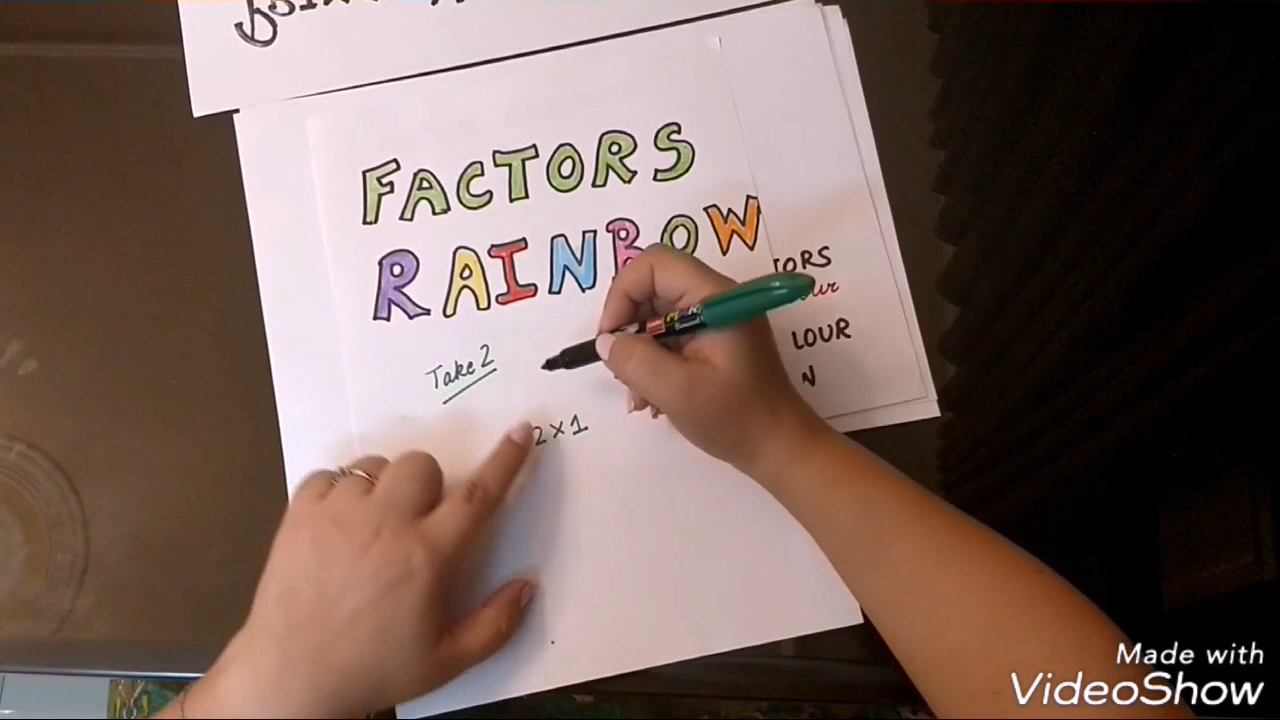 FACTORS
RAINBOW
Take 2
2 x 1
TORS
LOUR
N
Made with
VideoShow